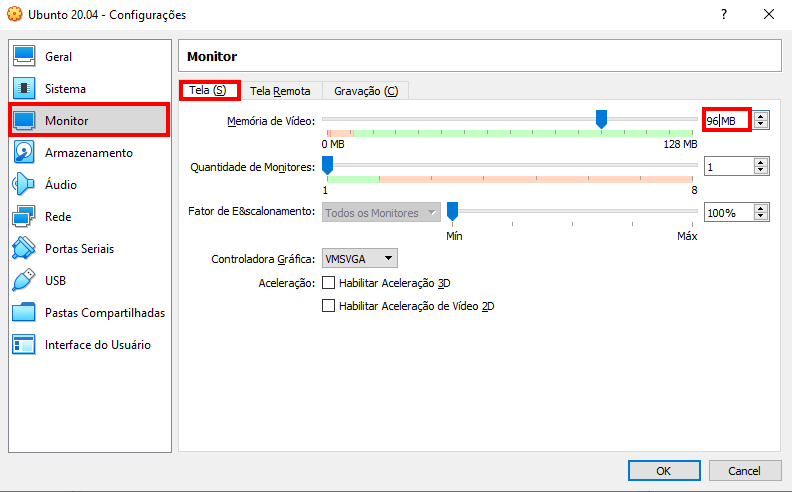 Ubunto 20.04 - Configurações
Geral
Sistema
Monitor
Armazenamento
Áudio
Rede
Portas Seriais
USB
Pastas Compartilhadas
Interface do Usuário
Monitor
Tela (S) Tela Remota Gravação (C)
Memória de Vídeo: 96 MB
0 MB 128 MB
Quantidade de Monitores: 1
1 8
Fator de E&scalonamento: Todos os Monitores 100%
Mín Máx
Controladora Gráfica: VMSVGA
Aceleração: Habilitar Aceleração 3D
Habilitar Aceleração de Vídeo 2D
OK Cancel